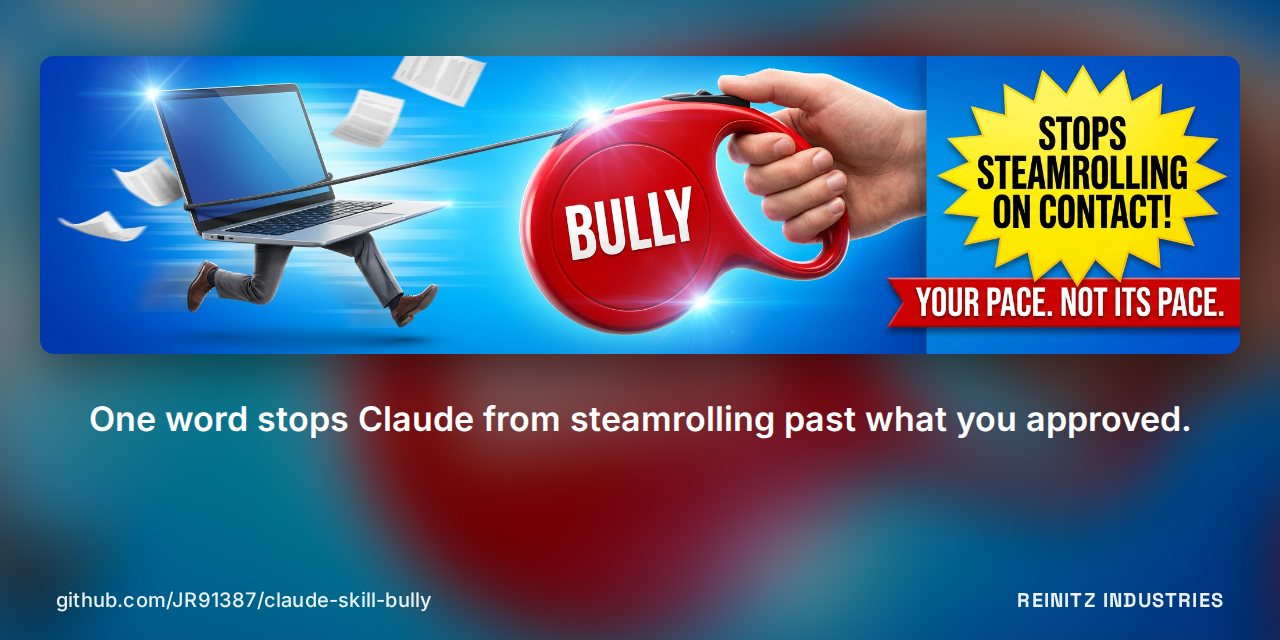 BULLY
STOPS
STEAMROLLING
ON CONTACT!
YOUR PACE. NOT ITS PACE.
One word stops Claude from steamrolling past what you approved.
github.com/JR91387/claude-skill-bully
REINITZ INDUSTRIES